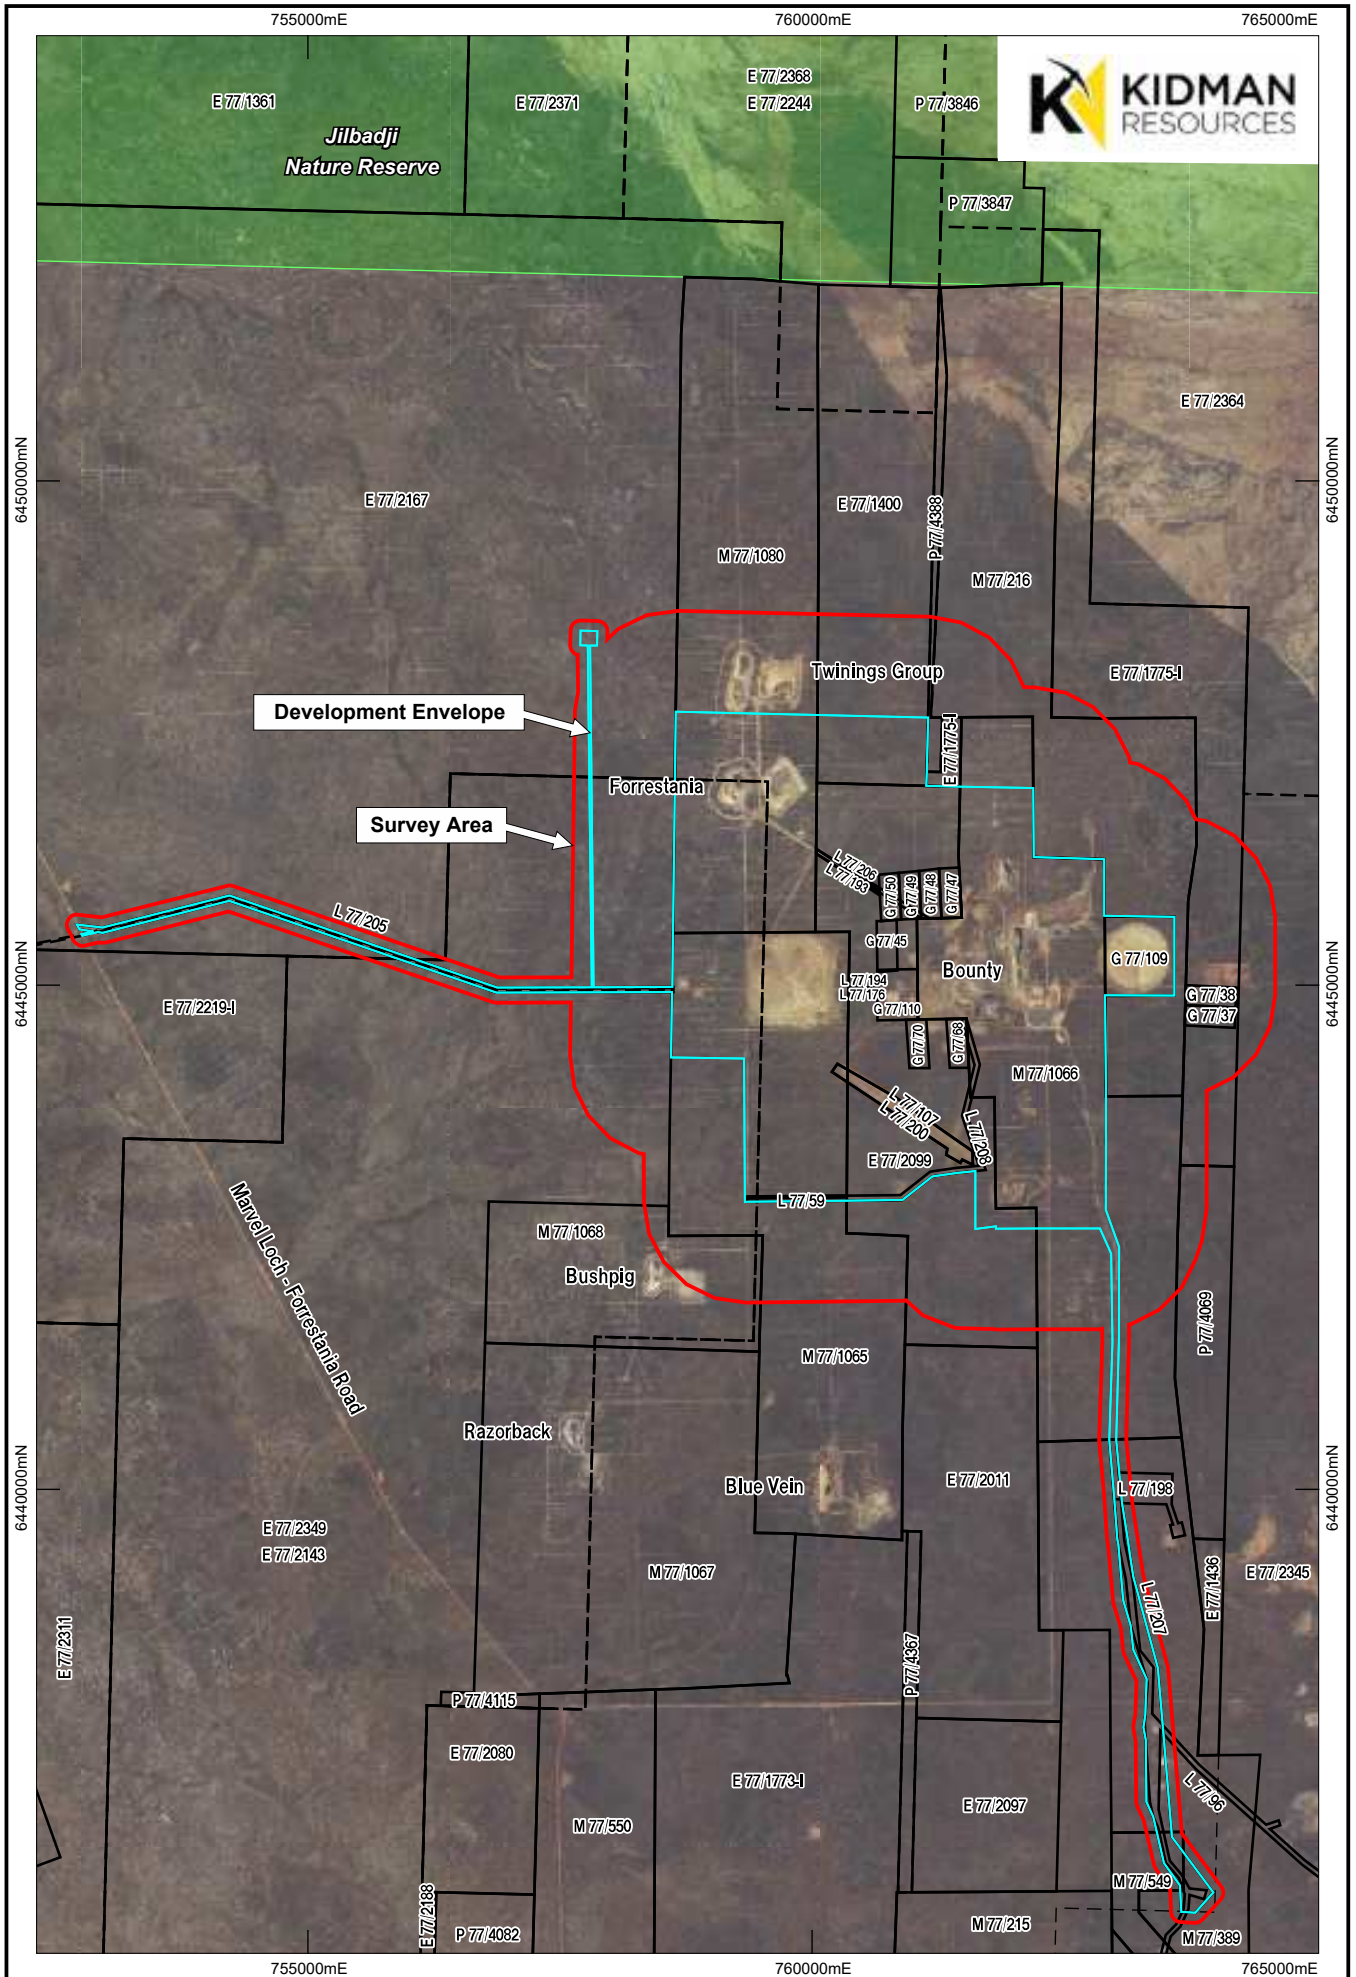 755000mE
760000mE
765000mE
KIDMAN
RESOURCES
E 77/2368
E 77/1361
E 77/2371
E 77/2244
P 77/3846
Jilbadji
Nature Reserve
P 77/3847
E 77/2364
6450000mN
6450000mN
E 77/2167
E 77/1400
P 77/4388
M 77/1080
M 77/216
Twinings Group
E 77/1775-I
Development Envelope
E 77/1775-I
Forrestania
Survey Area
L 77/206
L 77/193
G 77/50
G 77/49
G 77/48
G 77/47
L 77/205
G 77/45
Bounty
G 77/109
6445000mN
6445000mN
L 77/194
L 77/176
G 77/38
E 77/2219-I
G 77/110
G 77/37
G 77/70
G 77/68
M 77/1066
L 77/107
L 77/200
L 77/208
E 77/2099
L 77/59
Marvel Loch - Forrestania Road
M 77/1068
Bushpig
P 77/4069
M 77/1065
Razorback
Blue Vein
E 77/2011
L 77/198
6440000mN
6440000mN
E 77/2349
E 77/2143
M 77/1067
E 77/1436
E 77/2345
L 77/207
E 77/2311
P 77/4367
P 77/4115
E 77/2080
E 77/1773-I
L 77/96
E 77/2097
M 77/550
M 77/549
E 77/2188
P 77/4082
M 77/215
M 77/389
755000mE
760000mE
765000mE